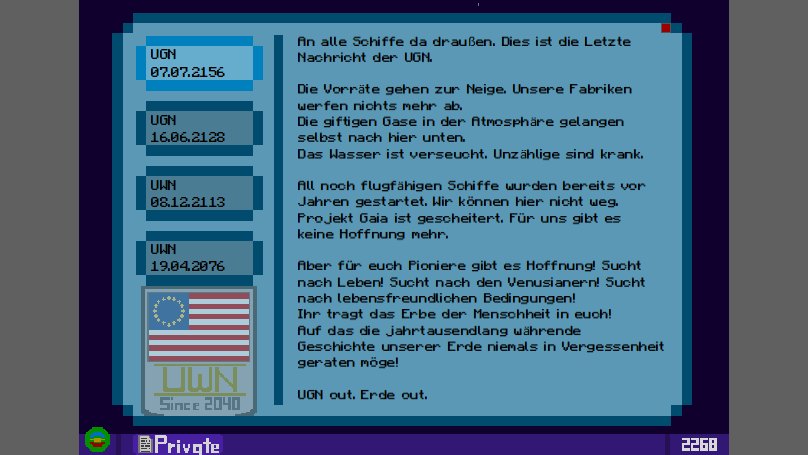 UGN
07.07.2156
UGN
16.06.2128
UWN
08.12.2113
UWN
19.04.2076
UWN
Since 2040
An alle Schiffe da draußen. Dies ist die Letzte
Nachricht der UGN.
Die Vorräte gehen zur Neige. Unsere Fabriken
werfen nichts mehr ab.
Die giftigen Gase in der Atmosphäre gelangen
selbst nach hier unten.
Das Wasser ist verseucht. Unzählige sind krank.
All noch flugfähigen Schiffe wurden bereits vor
Jahren gestartet. Wir können hier nicht weg.
Projekt Gaia ist gescheitert. Für uns gibt es
keine Hoffnung mehr.
Aber für euch Pioniere gibt es Hoffnung! Sucht
nach Leben! Sucht nach den Venusianern! Sucht
nach lebensfreundlichen Bedingungen!
Ihr tragt das Erbe der Menschheit in euch!
Auf das die jahrtausendlang währende
Geschichte unserer Erde niemals in Vergessenheit
geraten möge!
UGN out. Erde out.
Privgte
2268